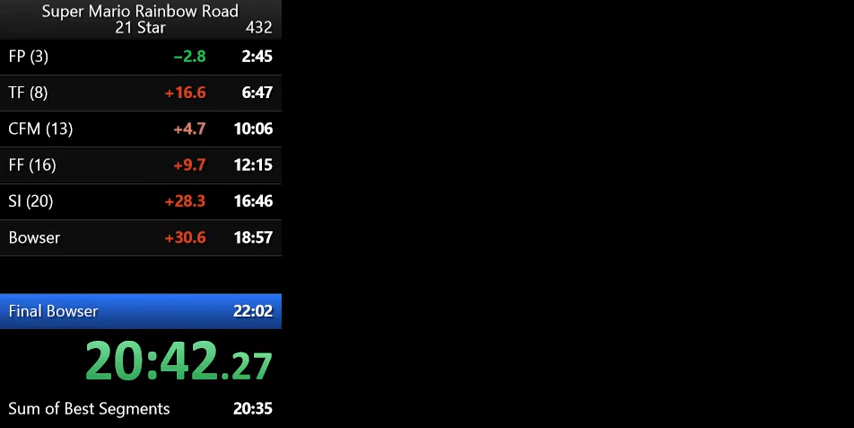 Super Mario Rainbow Road
21 Star 432
FP (3) −2.8 2:45
TF (8) +16.6 6:47
CFM (13) +4.7 10:06
FF (16) +9.7 12:15
SI (20) +28.3 16:46
Bowser +30.6 18:57
Final Bowser 22:02
20:42.27
Sum of Best Segments 20:35